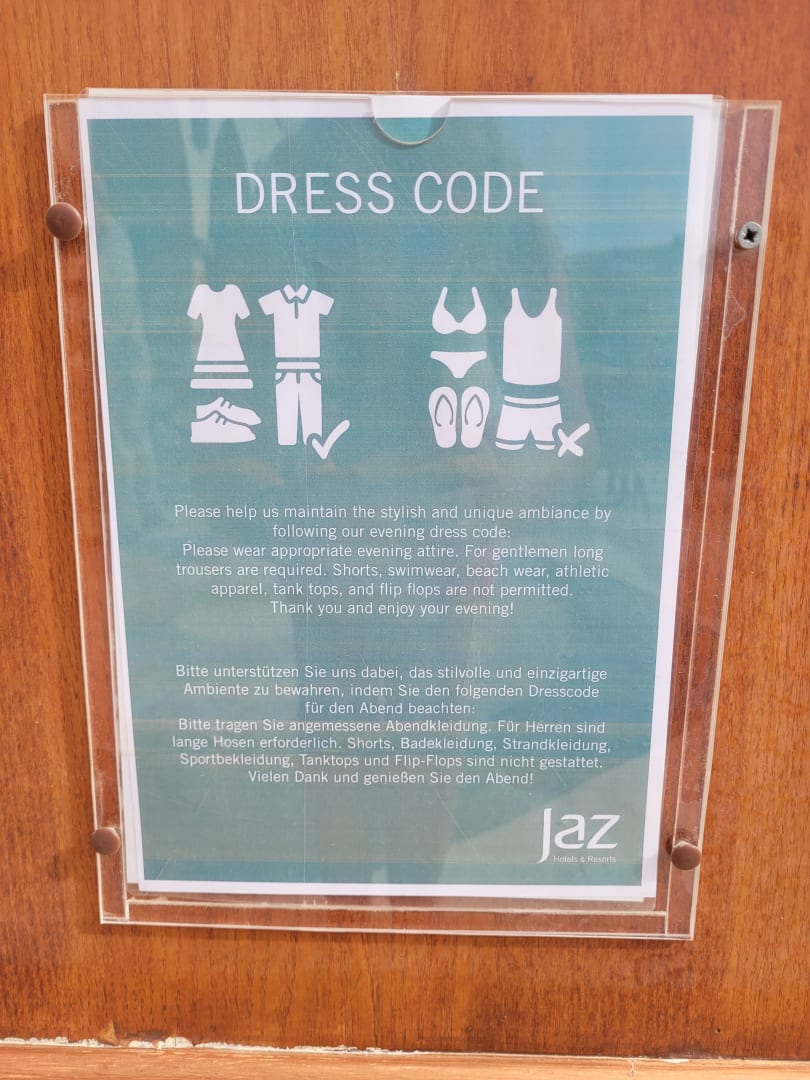 DRESS CODE
Please help us maintain the stylish and unique ambiance by
following our evening dress code:
Please wear appropriate evening attire. For gentlemen long
trousers are required. Shorts, swimwear, beach wear, athletic
apparel, tank tops, and flip flops are not permitted.
Thank you and enjoy your evening!
Bitte unterstützen Sie uns dabei, das stilvolle und einzigartige
Ambiente zu bewahren, indem Sie den folgenden Dresscode
für den Abend beachten:
Bitte tragen Sie angemessene Abendkleidung. Für Herren sind
lange Hosen erforderlich. Shorts, Badekleidung, Strandkleidung,
Sportbekleidung, Tanktops und Flip-Flops sind nicht gestattet.
Vielen Dank und genießen Sie den Abend!
Jaz
Hotels & Resorts